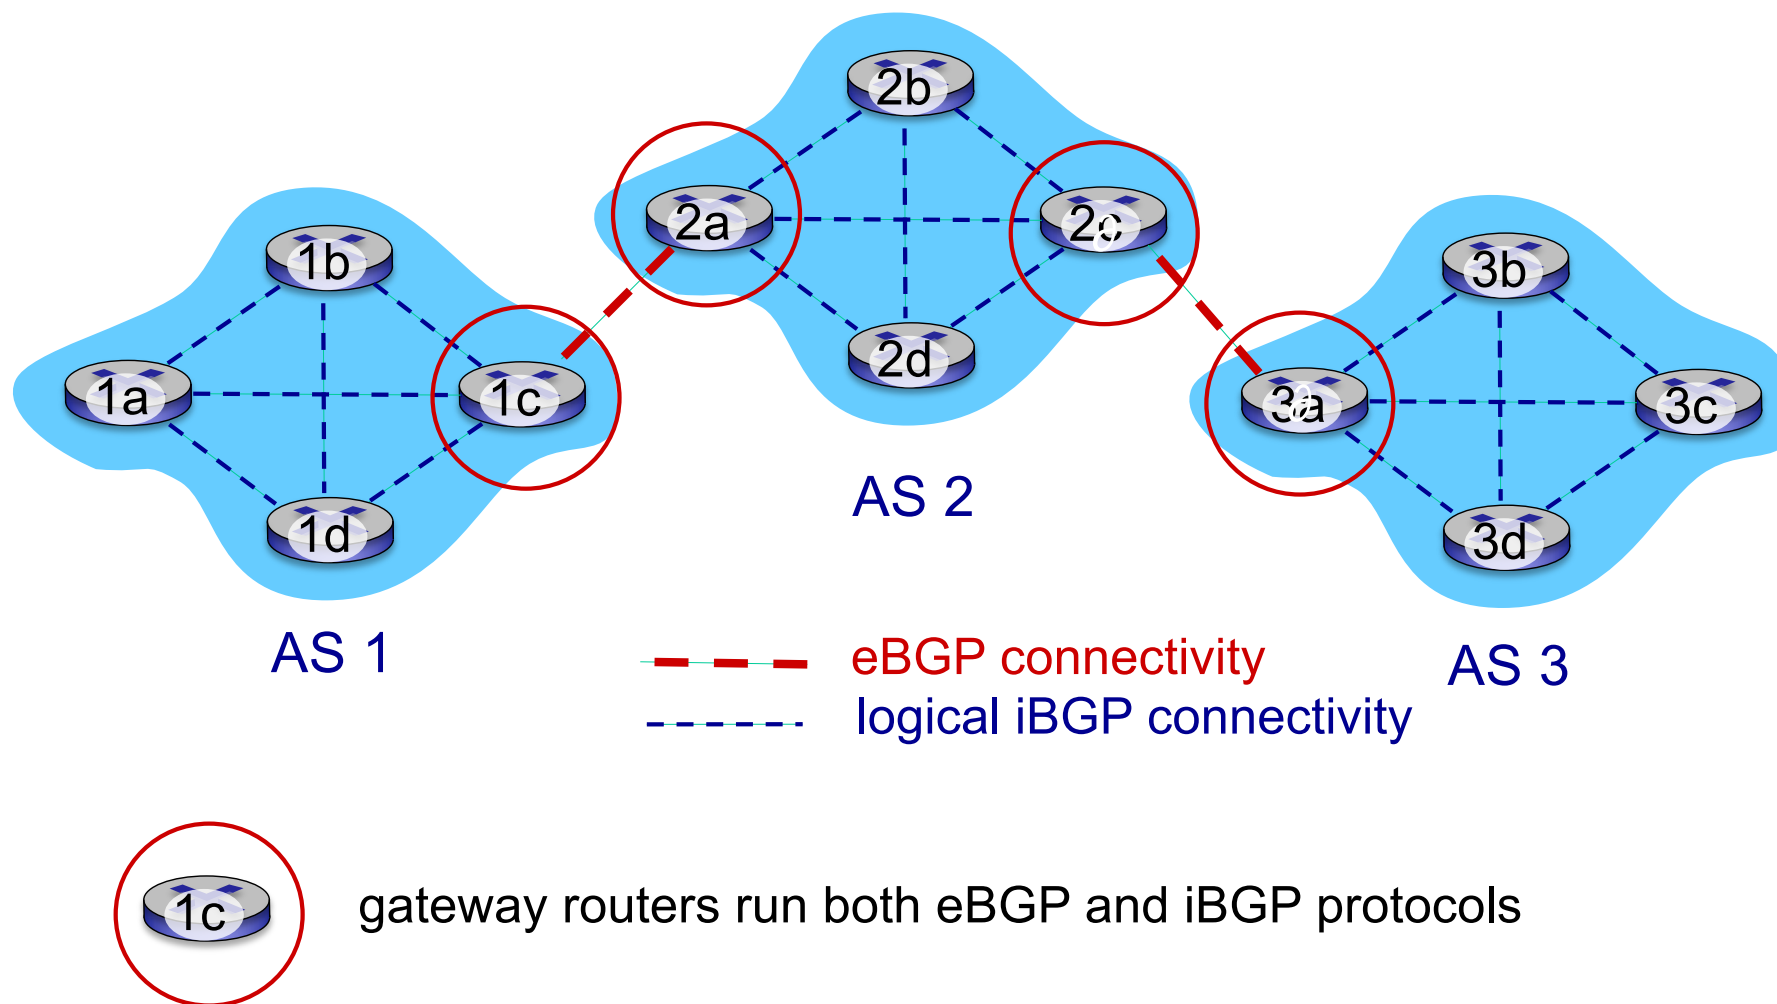 2b
2a
2c
1b
3b
2d
1a
1c
3a
3c
AS 2
1d
3d
AS 1
eBGP connectivity
AS 3
logical iBGP connectivity
1c
gateway routers run both eBGP and iBGP protocols